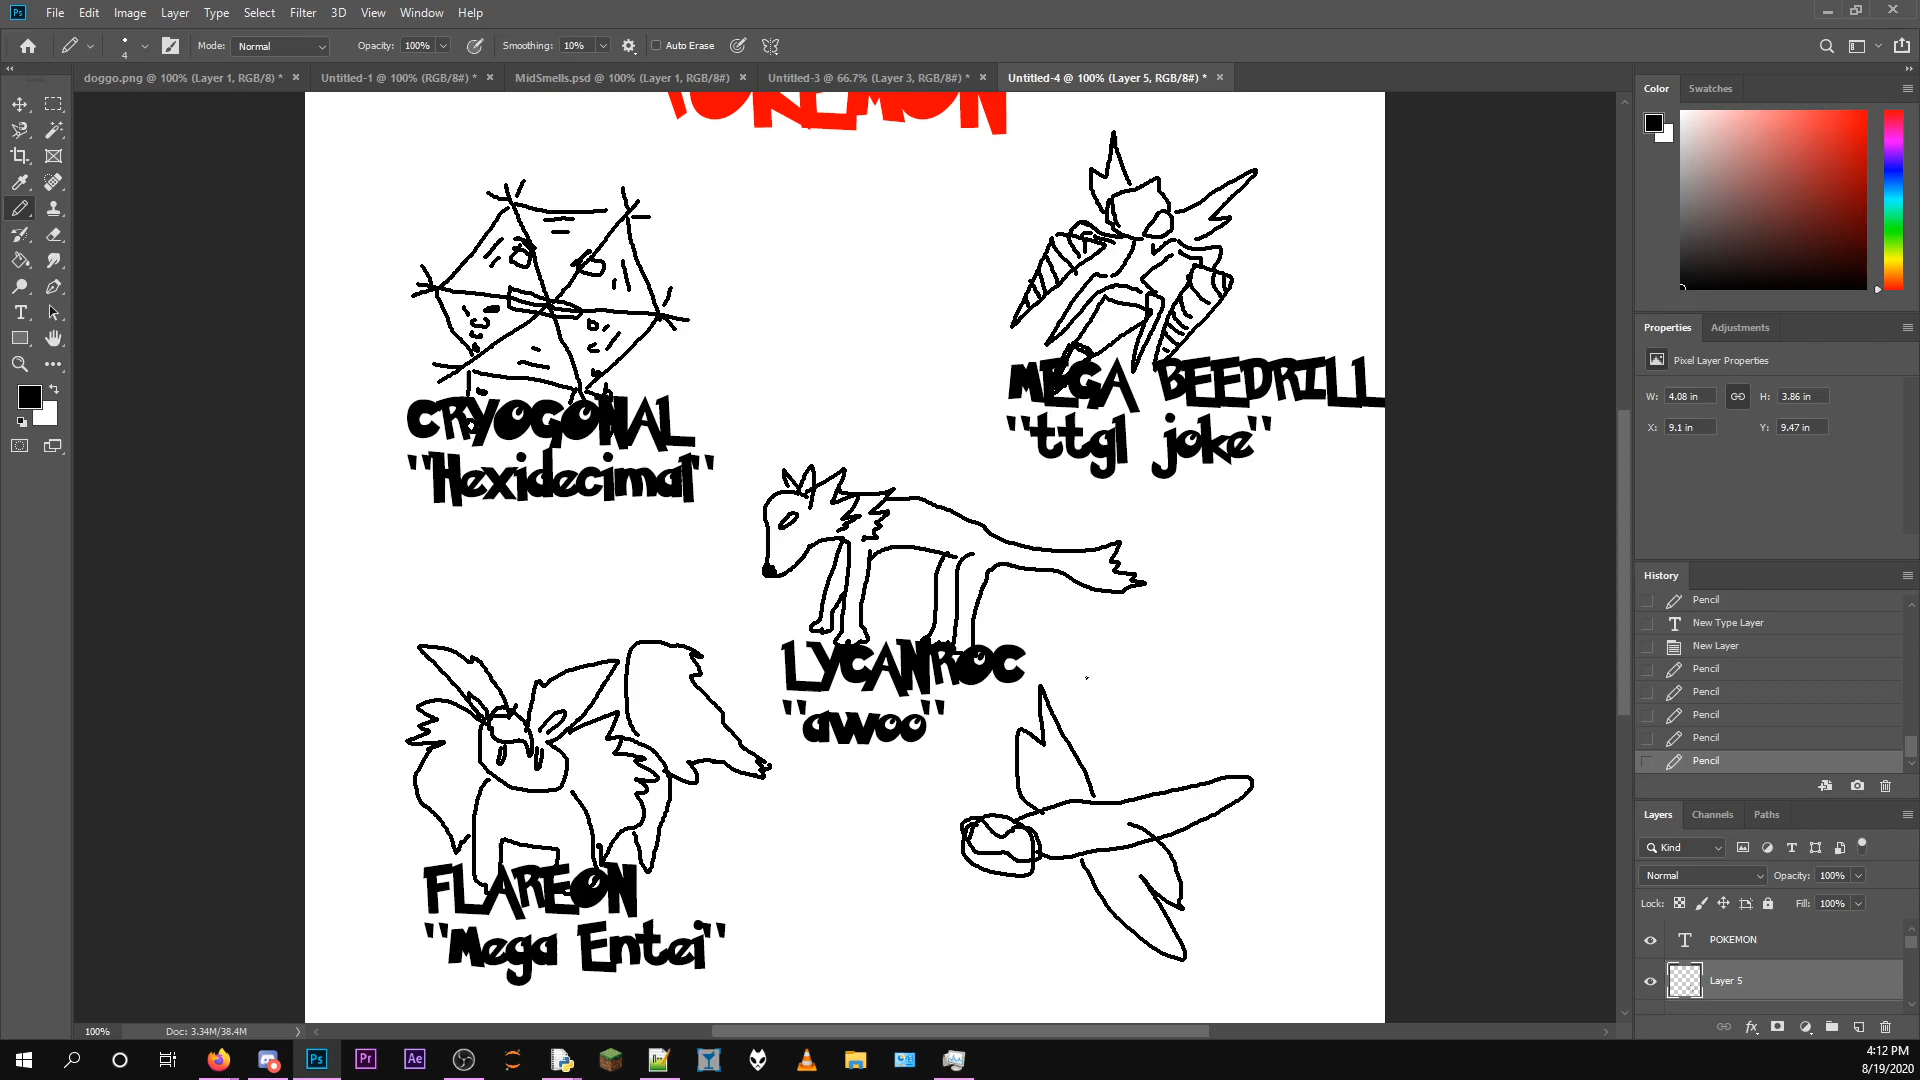 Ps File Edit Image Layer Type Select Filter 3D View Window Help
4 Mode: Normal Opacity: 100% Smoothing: 10% Auto Erase
doggo.png @ 100% (Layer 1, RGB/8) * Untitled-1 @ 100% (RGB/8#) * MidSmells.psd @ 100% (Layer 1, RGB/8#) Untitled-3 @ 66.7% (Layer 3, RGB/8#) * Untitled-4 @ 100% (Layer 5, RGB/8#) *
POKEMON
CRYOGONAL
"Hexidecimal"
MEGA BEEDRILL
"ttgl joke"
LYCANROC
"awoo"
FLAREON
"Mega Entei"
Color Swatches
Properties Adjustments
Pixel Layer Properties
W: 4.08 in H: 3.86 in
X: 9.1 in Y: 9.47 in
History
Pencil
New Type Layer
New Layer
Pencil
Pencil
Pencil
Pencil
Pencil
Layers Channels Paths
Kind
Normal Opacity: 100%
Lock: Fill: 100%
POKEMON
Layer 5
fx
100% Doc: 3.34M/38.4M
Ps Pr Ae
4:12 PM
8/19/2020